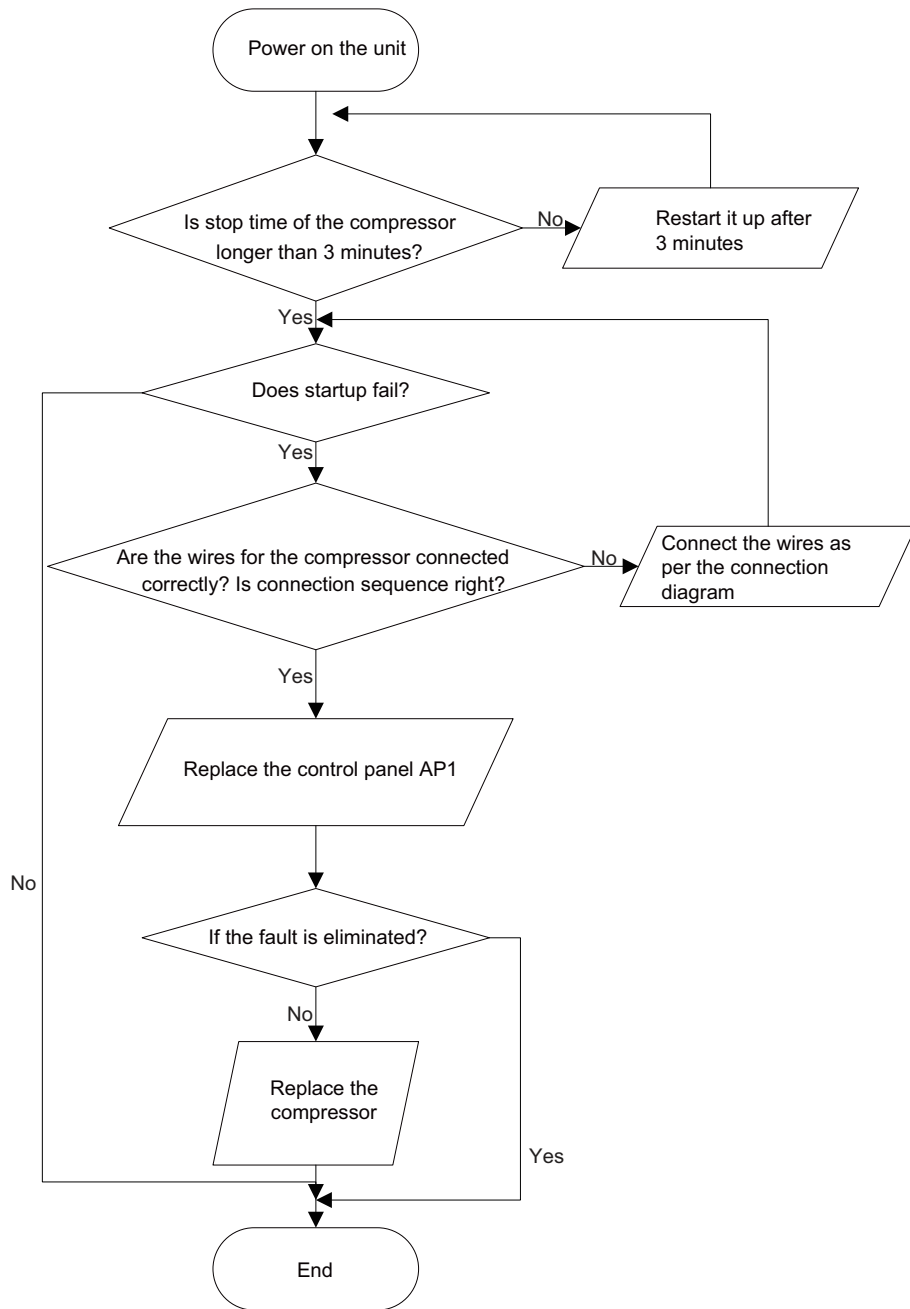 Power on the unit
Is stop time of the compressor
longer than 3 minutes?
No
Restart it up after
3 minutes
Yes
Does startup fail?
Yes
Are the wires for the compressor connected
correctly? Is connection sequence right?
No
Connect the wires as
per the connection
diagram
Yes
Replace the control panel AP1
No
If the fault is eliminated?
No
Replace the
compressor
Yes
End